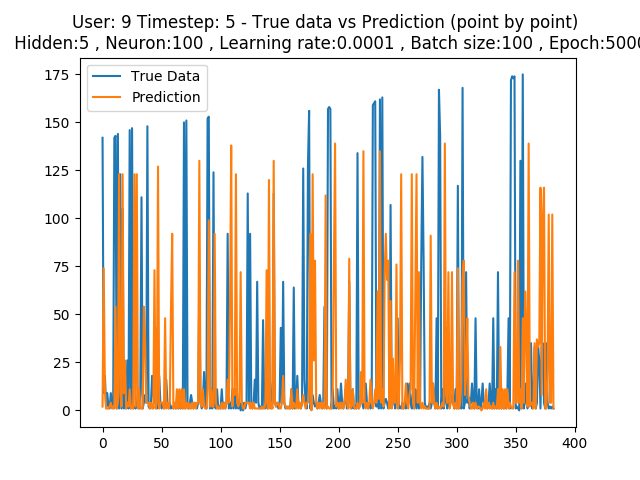 User: 9 Timestep: 5 - True data vs Prediction (point by point)
Hidden:5 , Neuron:100 , Learning rate:0.0001 , Batch size:100 , Epoch:5000
True Data
Prediction
175
150
125
100
75
50
25
0
0 50 100 150 200 250 300 350 400